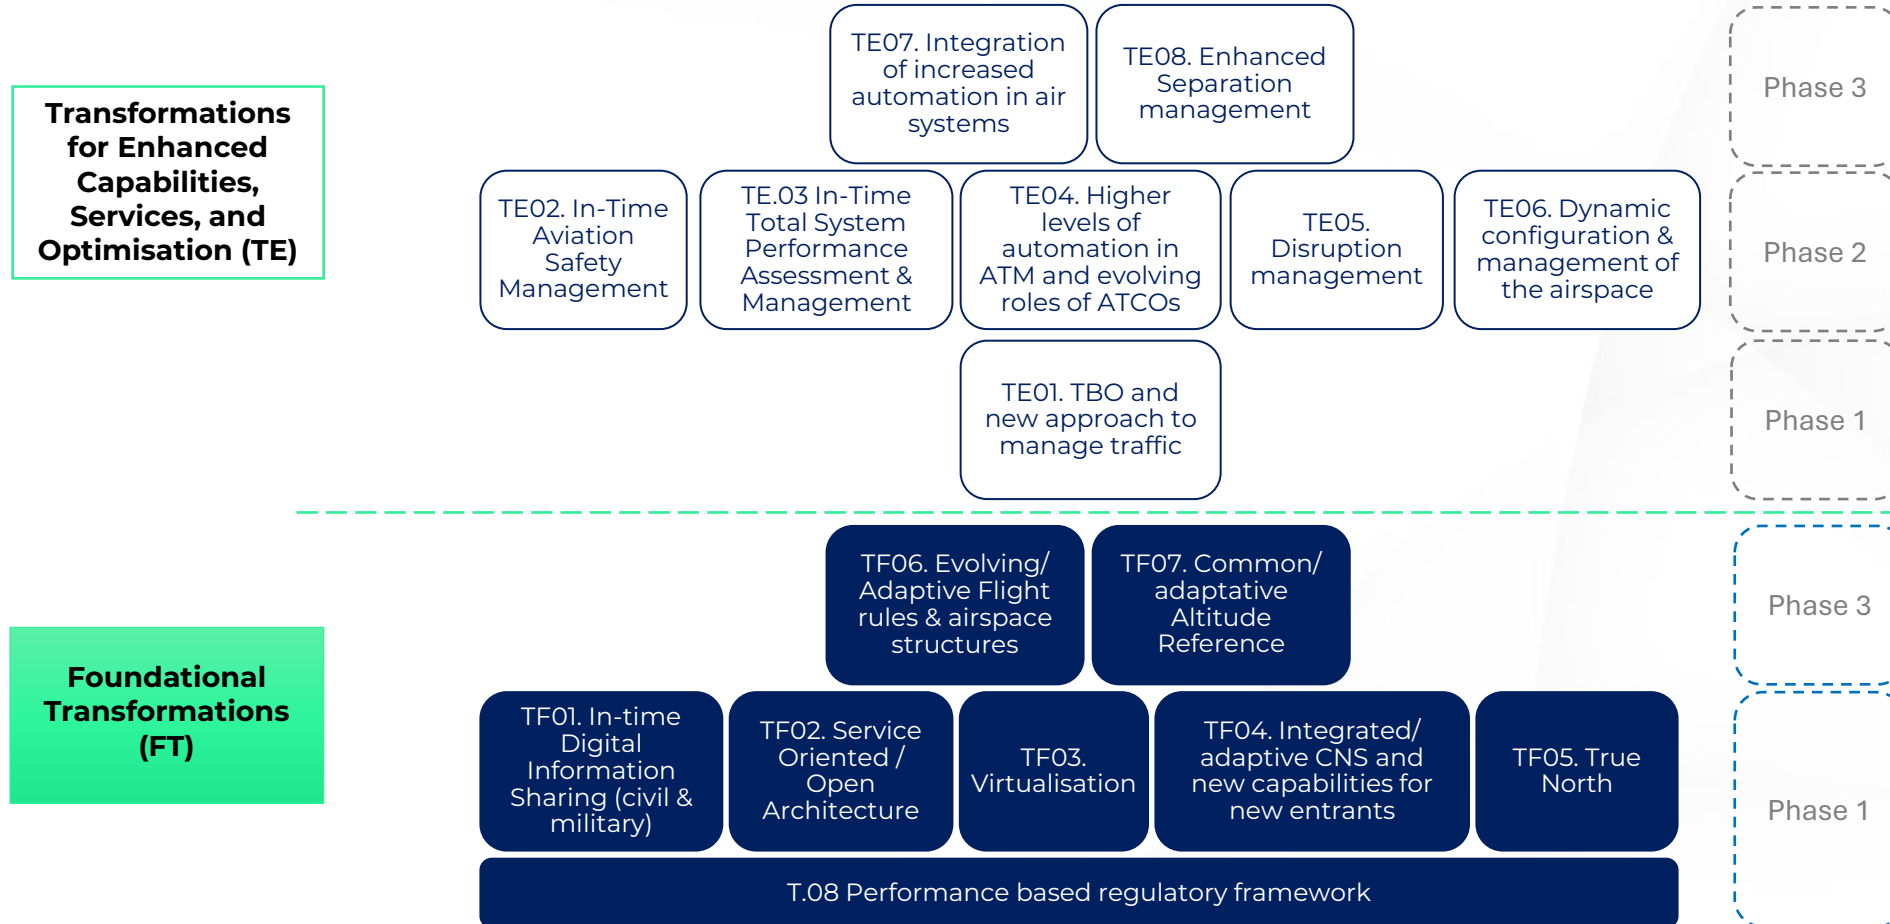 TE07. Integration
of increased
automation in air
systems
TE08. Enhanced
Separation
management
Phase 3
Transformations
for Enhanced
Capabilities,
Services, and
Optimisation (TE)
TE02. In-Time
Aviation
Safety
Management
TE.03 In-Time
Total System
Performance
Assessment &
Management
TE04. Higher
levels of
automation in
ATM and evolving
roles of ATCOs
TE05.
Disruption
management
TE06. Dynamic
configuration &
management of
the airspace
Phase 2
TE01. TBO and
new approach to
manage traffic
Phase 1
TF06. Evolving/
Adaptive Flight
rules & airspace
structures
TF07. Common/
adaptative
Altitude
Reference
Phase 3
Foundational
Transformations
(FT)
TF01. In-time
Digital
Information
Sharing (civil &
military)
TF02. Service
Oriented /
Open
Architecture
TF03.
Virtualisation
TF04. Integrated/
adaptive CNS and
new capabilities for
new entrants
TF05. True
North
Phase 1
T.08 Performance based regulatory framework